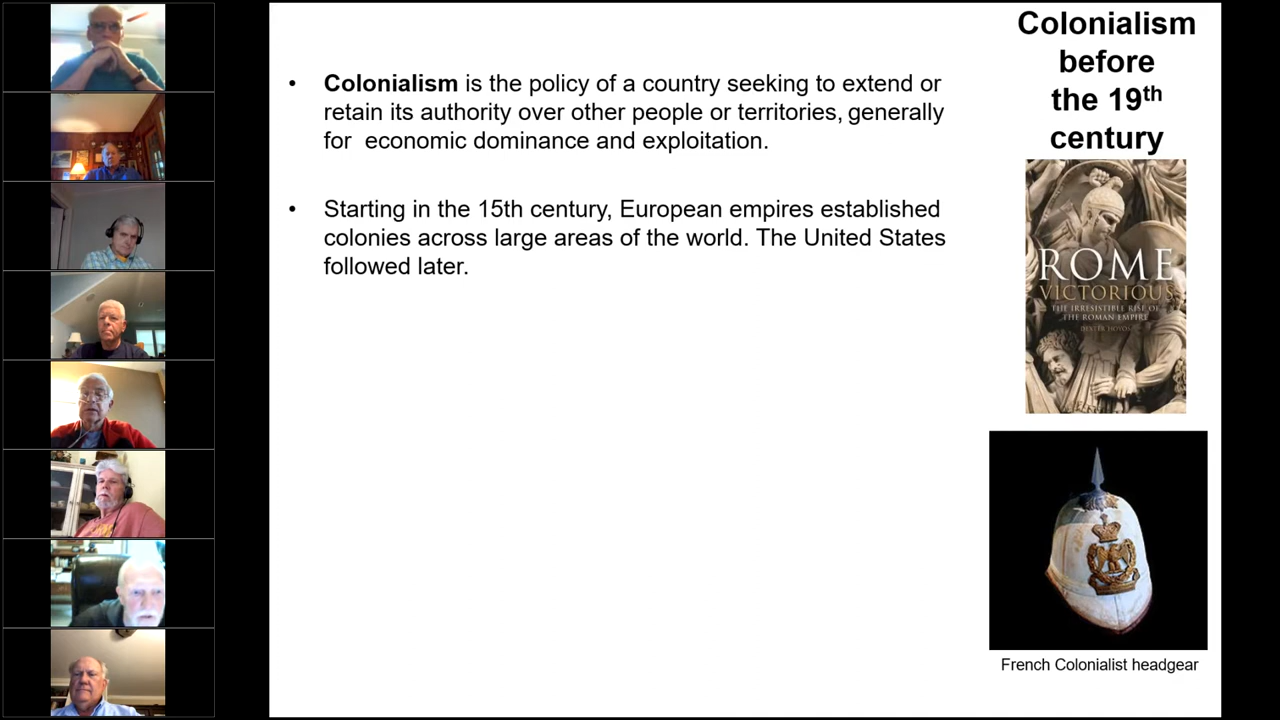 Colonialism
before
the 19th
century
• Colonialism is the policy of a country seeking to extend or
retain its authority over other people or territories, generally
for economic dominance and exploitation.
• Starting in the 15th century, European empires established
colonies across large areas of the world. The United States
followed later.
ROME
VICTORIOUS
THE IRRESISTIBLE RISE OF
THE ROMAN EMPIRE
DEXTER HOYOS
French Colonialist headgear